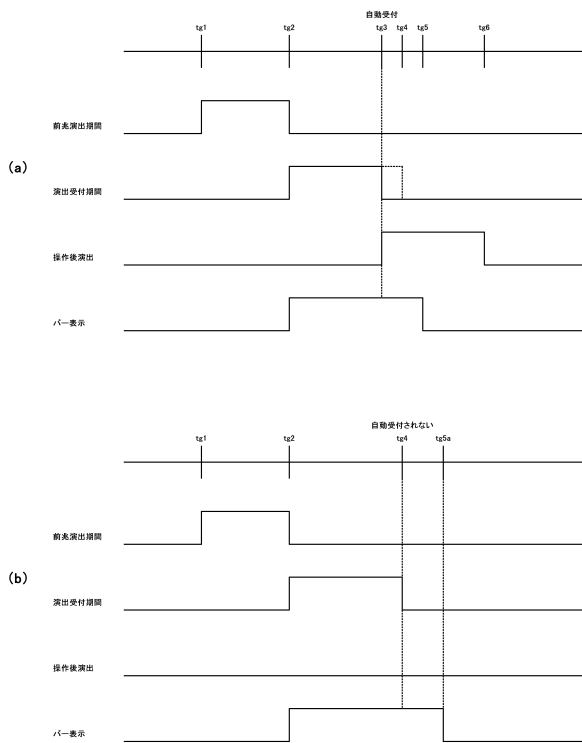 自動受付
tg1 tg2 tg3 tg4 tg5 tg6
前兆演出期間
(a)
演出受付期間
操作後演出
バー表示
自動受付されない
tg1 tg2 tg4 tg5a
前兆演出期間
(b)
演出受付期間
操作後演出
バー表示